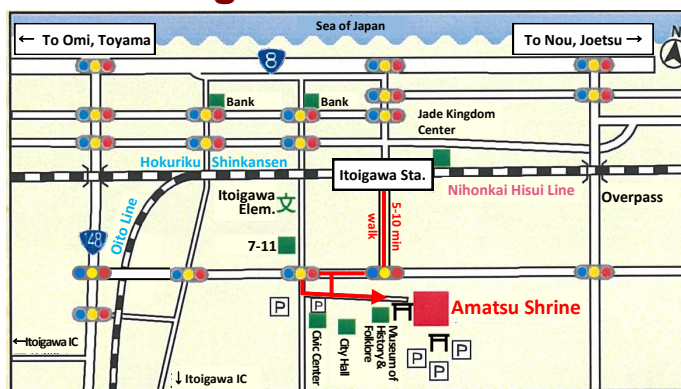 Sea of Japan
← To Omi, Toyama
To Nou, Joetsu →
N
8
Bank
Bank
Jade Kingdom
Center
Hokuriku Shinkansen
Itoigawa Sta.
Nihonkai Hisui Line
Overpass
Oito Line
Itoigawa
Elem.
文
5-10 min
walk
148
7-11
Amatsu Shrine
P
P
Civic Center
City Hall
Museum of
History &
Folklore
P
P
P
←Itoigawa IC
↓Itoigawa IC